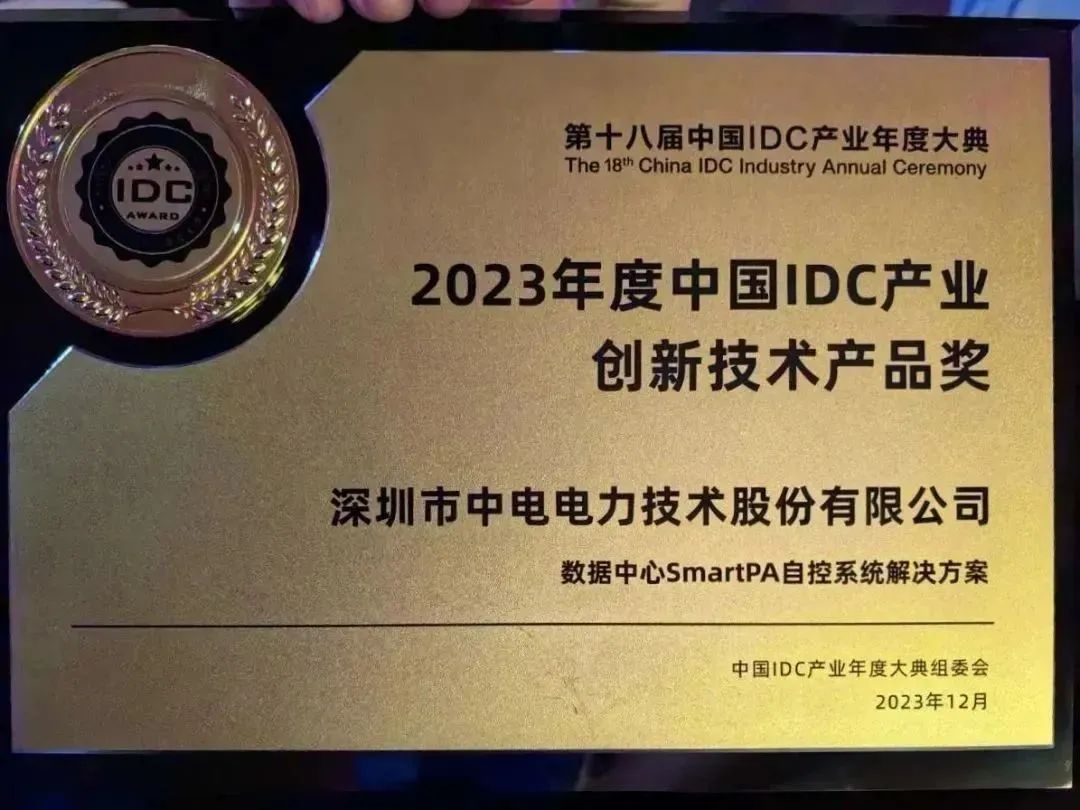 IDC
AWARD
第十八届中国IDC产业年度大典
The 18th China IDC Industry Annual Ceremony
2023年度中国IDC产业
创新技术产品奖
深圳市中电电力技术股份有限公司
数据中心SmartPA自控系统解决方案
中国IDC产业年度大典组委会
2023年12月